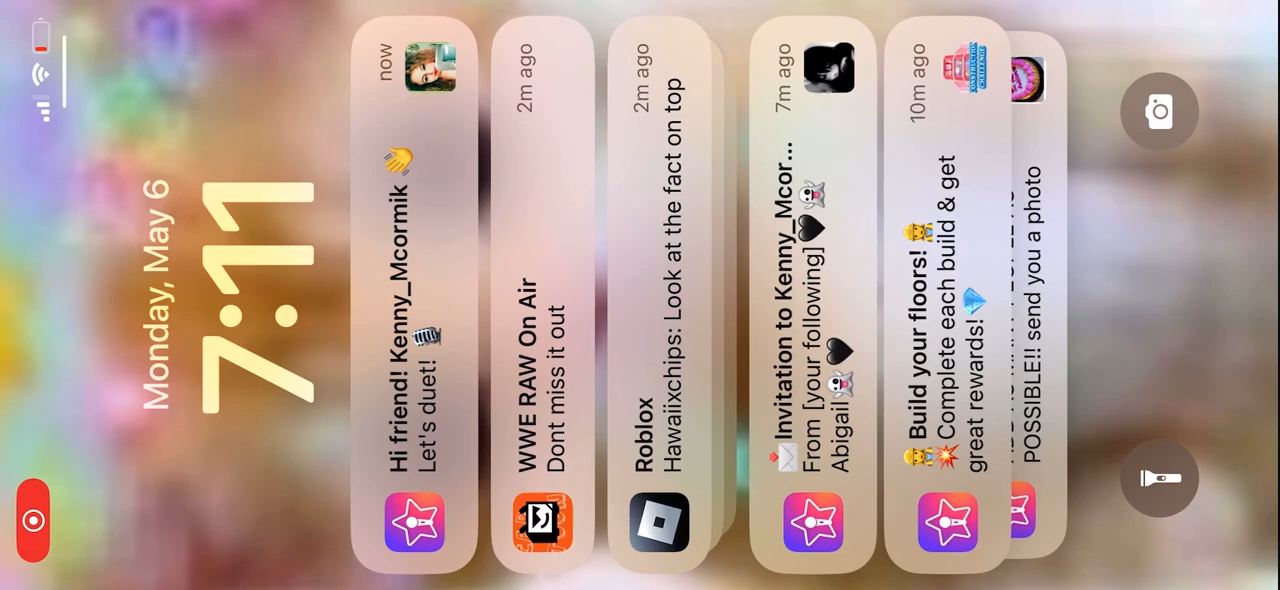 Monday, May 6
7:11
Hi friend! Kenny_Mcormik 👋 now
Let's duet! 🎙️
WWE RAW On Air 2m ago
Dont miss it out
Roblox 2m ago
Hawaiixchips: Look at the fact on top
📩Invitation to Kenny_Mcor... 7m ago
From [your following] 🖤👻
Abigail👻🖤
👷Build your floors! 👷 10m ago
💥Complete each build & get
great rewards!💎
CONSTRUCTION
CHALLENGE
POSSIBLE!! send you a photo